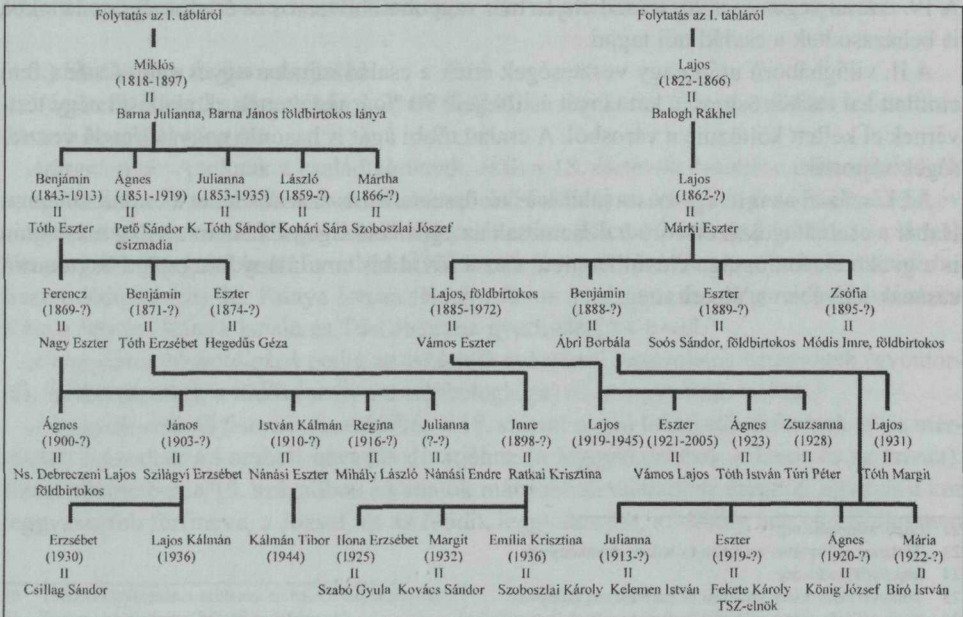 Folytatás az I. tábláról Folytatás az I. tábláról
Miklós Lajos
(1818-1897) (1822-1866)
II II
Barna Julianna, Barna János földbirtokos lánya Balogh Rákhel
Benjámin Ágnes Julianna László Mártha Lajos
(1843-1913) (1851-1919) (1853-1935) (1859-?) (1866-?) (1862-?)
II II II II II II
Tóth Eszter Pető Sándor K. Tóth Sándor Kohári Sára Szoboszlai Jószef Márki Eszter
csizmadia
Ferencz Benjámin Eszter Lajos, földbirtokos Benjámin Eszter Zsófia
(1869-?) (1871-?) (1874-?) (1885-1972) (1888-?) (1889-?) (1895-?)
II II II II II II II
Nagy Eszter Tóth Erzsébet Hegedűs Géza Vámos Eszter Ábri Borbála Soós Sándor, földbirtokos Módis Imre, földbirtokos
Ágnes János István Kálmán Regina Julianna Imre Lajos Eszter Ágnes Zsuzsanna Lajos
(1900-?) (1903-?) (1910-?) (1916-?) (?-?) (1898-?) (1919-1945) (1921-2005) (1923) (1928) (1931)
II II II II II II II II II II
Ns. Debreczeni Lajos Szilágyi Erzsébet Nánási Eszter Mihály László Nánási Endre Ratkai Krisztina Vámos Lajos Tóth István Túri Péter Tóth Margit
földbirtokos
Erzsébet Lajos Kálmán Kálmán Tibor Ilona Erzsébet Margit Emília Krisztina Julianna Eszter Ágnes Mária
(1930) (1936) (1944) (1925) (1932) (1936) (1913-?) (1919-?) (1920-?) (1922-?)
II II II II II II II II
Csillag Sándor Szabó Gyula Kovács Sándor Szoboszlai Károly Kelemen István Fekete Károly König József Bíró István
TSZ-elnök